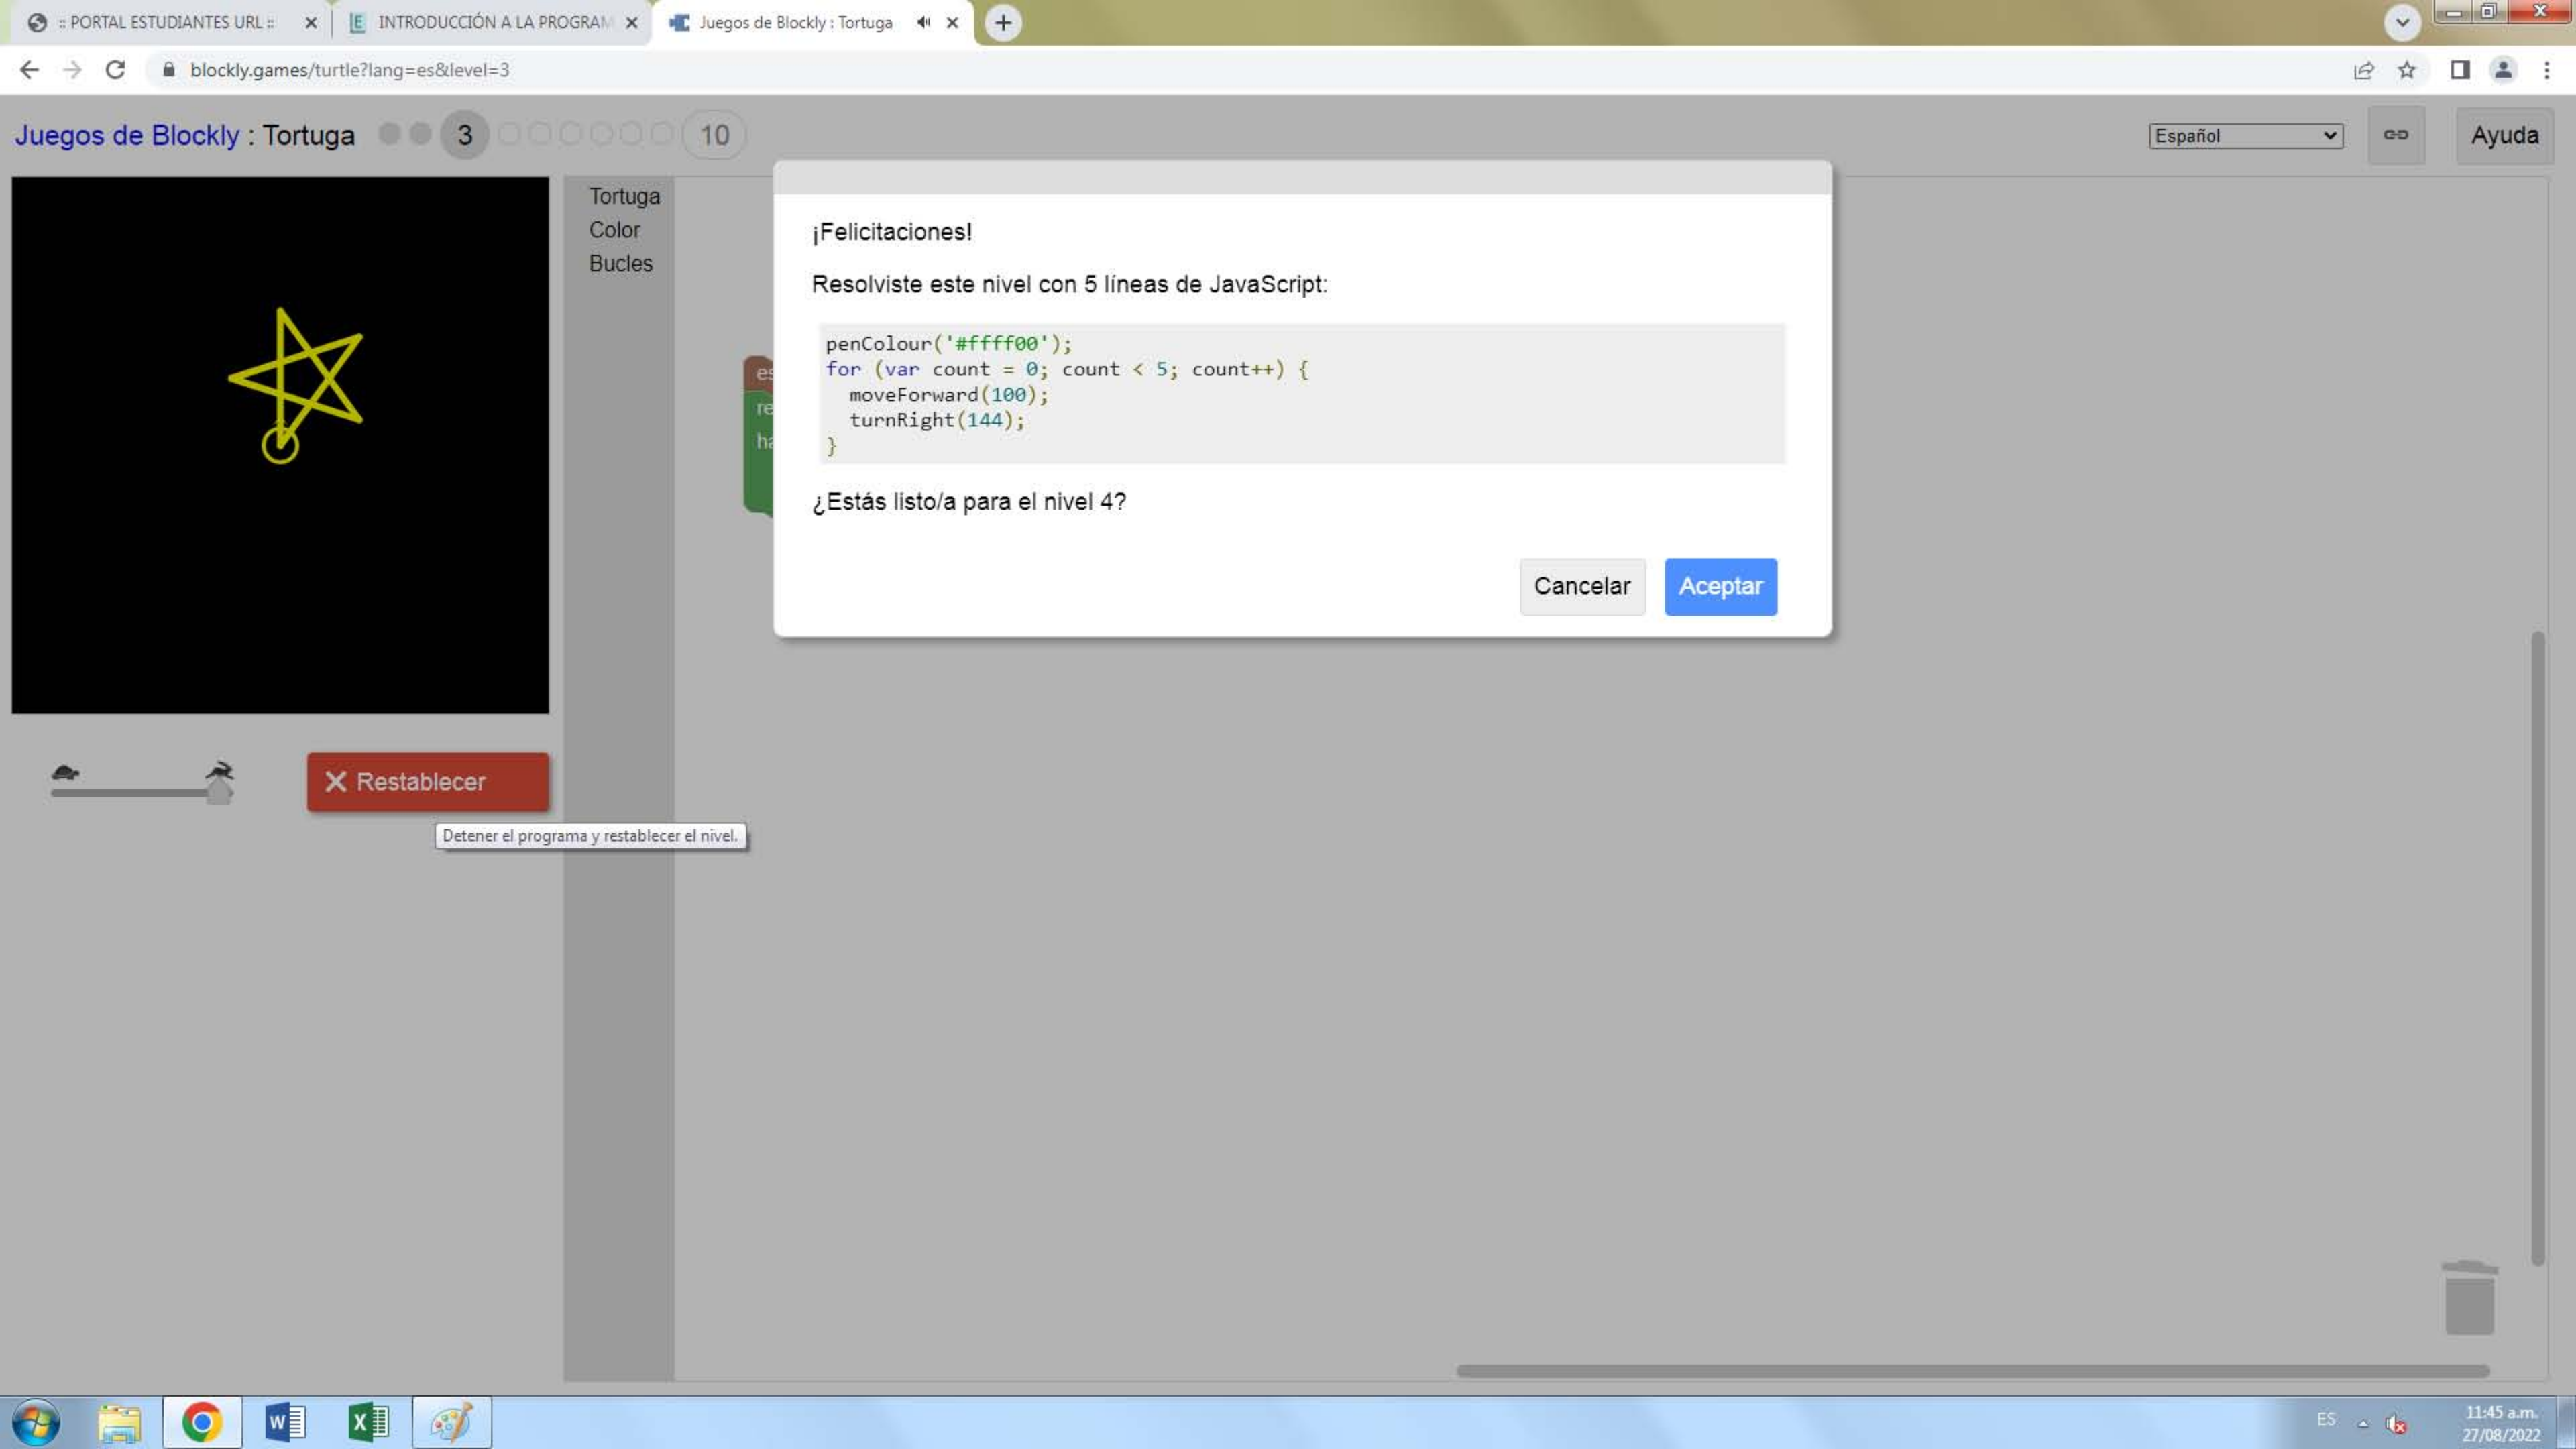 :: PORTAL ESTUDIANTES URL ::
INTRODUCCIÓN A LA PROGRAM
Juegos de Blockly : Tortuga
blockly.games/turtle?lang=es&level=3
Juegos de Blockly : Tortuga 3 10
Español
Ayuda
Tortuga
Color
Bucles
¡Felicitaciones!
Resolviste este nivel con 5 líneas de JavaScript:
penColour('#ffff00');
for (var count = 0; count < 5; count++) {
moveForward(100);
turnRight(144);
}
¿Estás listo/a para el nivel 4?
Cancelar
Aceptar
es
re
ha
Restablecer
Detener el programa y restablecer el nivel.
ES
11:45 a.m.
27/08/2022